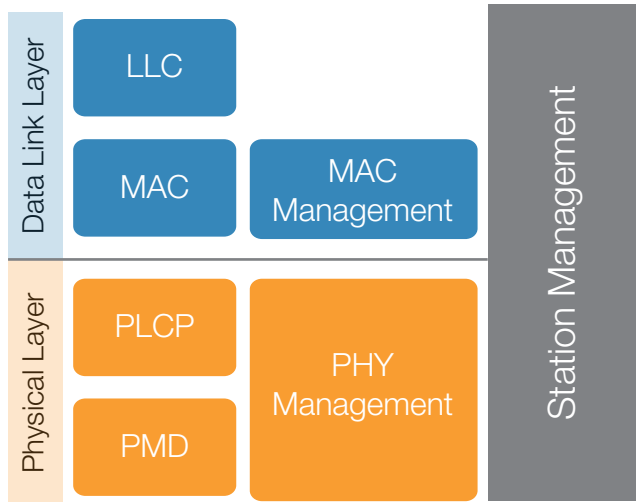 Data Link Layer
LLC
MAC
MAC
Management
Physical Layer
PLCP
PMD
PHY
Management
Station Management